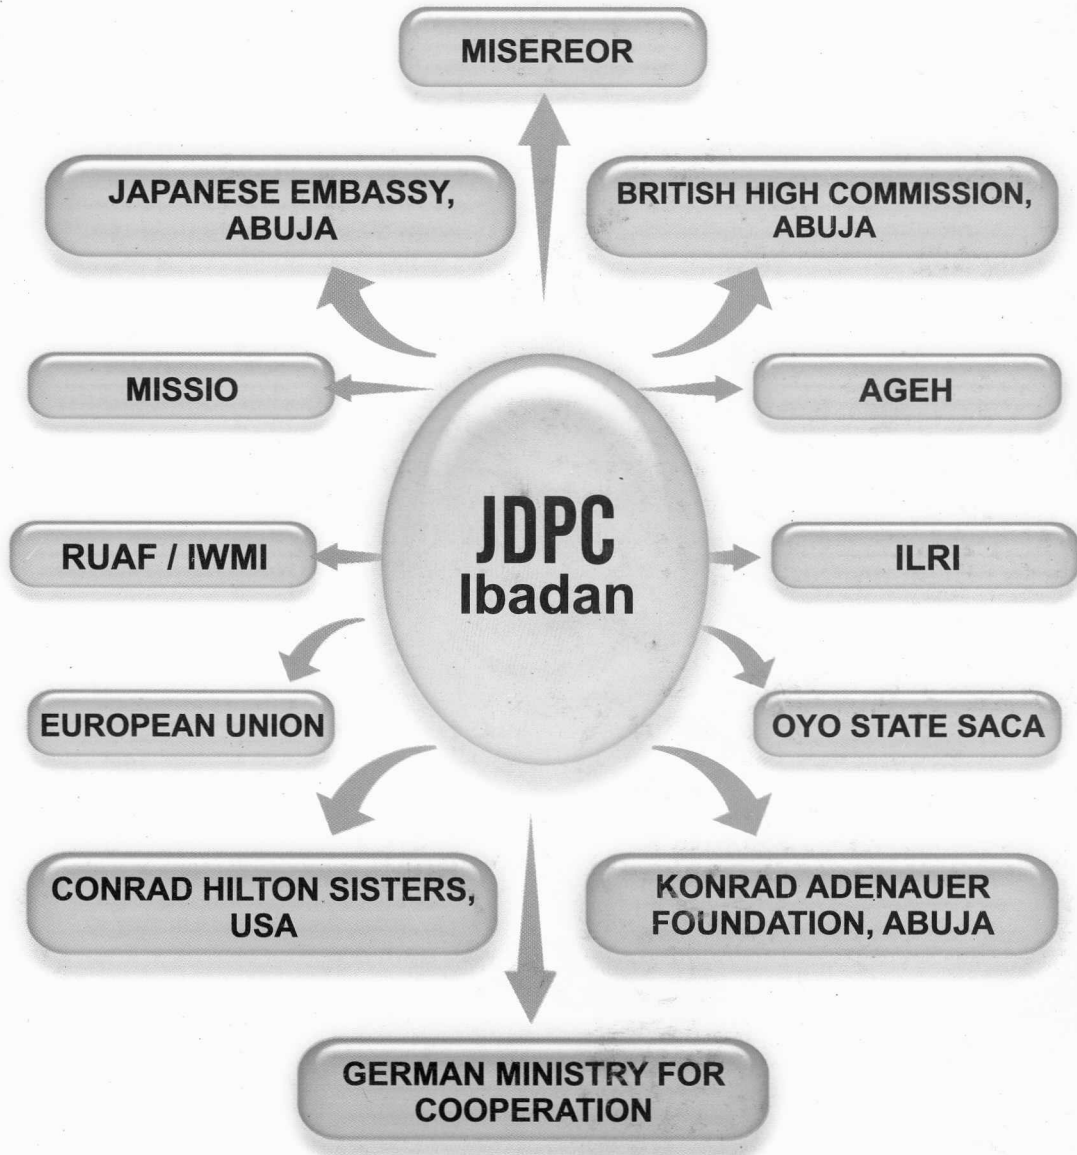 MISEREOR
JAPANESE EMBASSY,
ABUJA
BRITISH HIGH COMMISSION,
ABUJA
MISSIO
AGEH
JDPC
Ibadan
RUAF / IWMI
ILRI
EUROPEAN UNION
OYO STATE SACA
CONRAD HILTON SISTERS,
USA
KONRAD ADENAUER
FOUNDATION, ABUJA
GERMAN MINISTRY FOR
COOPERATION